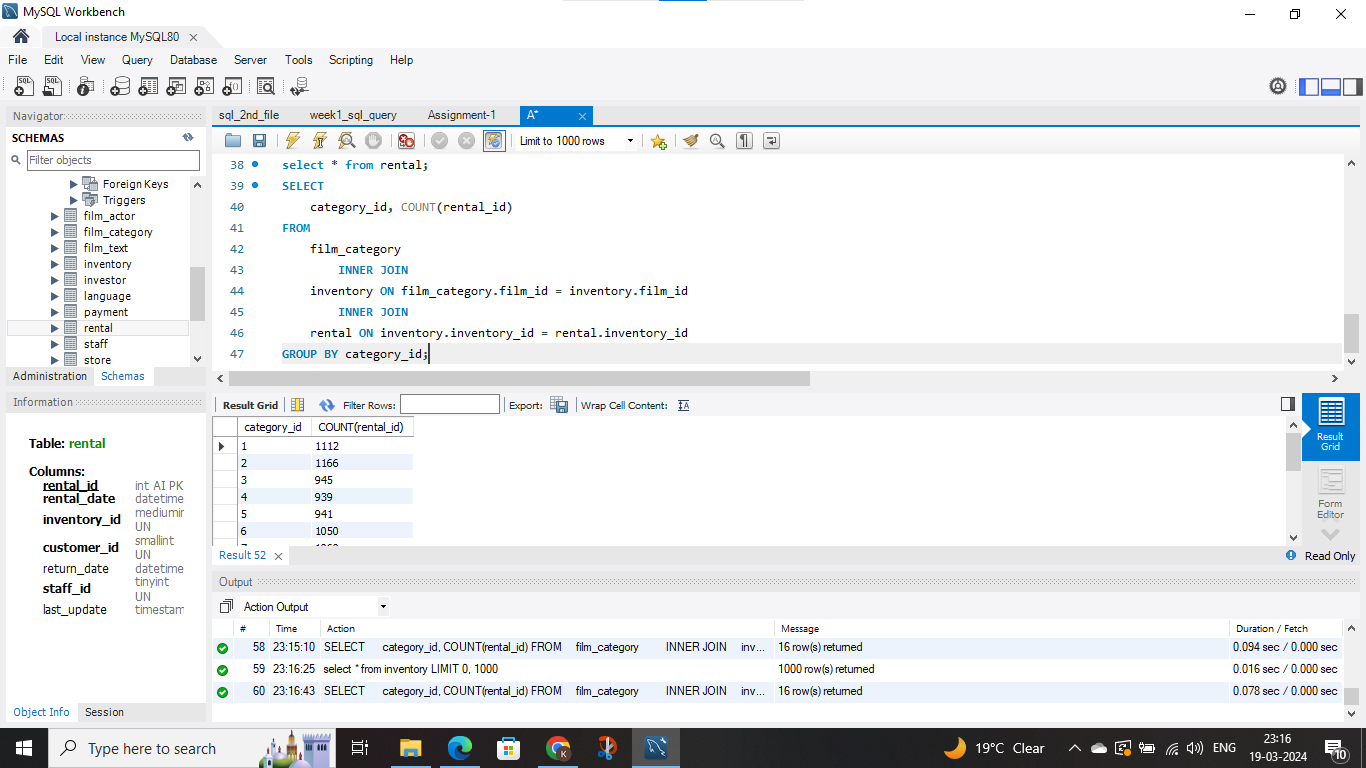 MySQL Workbench
Local instance MySQL80
File Edit View Query Database Server Tools Scripting Help
Navigator
SCHEMAS
Filter objects
Foreign Keys
Triggers
film_actor
film_category
film_text
inventory
investor
language
payment
rental
staff
store
Administration Schemas
Information
Table: rental
Columns:
rental_id int AI PK
rental_date datetime
inventory_id mediumir UN
customer_id smallint UN
return_date datetime
staff_id tinyint UN
last_update timestam
Object Info Session
sql_2nd_file week1_sql_query Assignment-1 A*
Limit to 1000 rows
38 select * from rental;
39 SELECT
40 category_id, COUNT(rental_id)
41 FROM
42 film_category
43 INNER JOIN
44 inventory ON film_category.film_id = inventory.film_id
45 INNER JOIN
46 rental ON inventory.inventory_id = rental.inventory_id
47 GROUP BY category_id;
Result Grid Filter Rows: Export: Wrap Cell Content:
category_id COUNT(rental_id)
1 1112
2 1166
3 945
4 939
5 941
6 1050
Result Grid
Form Editor
Result 52
Read Only
Output
Action Output
# Time Action Message Duration / Fetch
58 23:15:10 SELECT category_id, COUNT(rental_id) FROM film_category INNER JOIN inv... 16 row(s) returned 0.094 sec / 0.000 sec
59 23:16:25 select * from inventory LIMIT 0, 1000 1000 row(s) returned 0.016 sec / 0.000 sec
60 23:16:43 SELECT category_id, COUNT(rental_id) FROM film_category INNER JOIN inv... 16 row(s) returned 0.078 sec / 0.000 sec
Type here to search
19°C Clear
ENG
23:16
19-03-2024
10